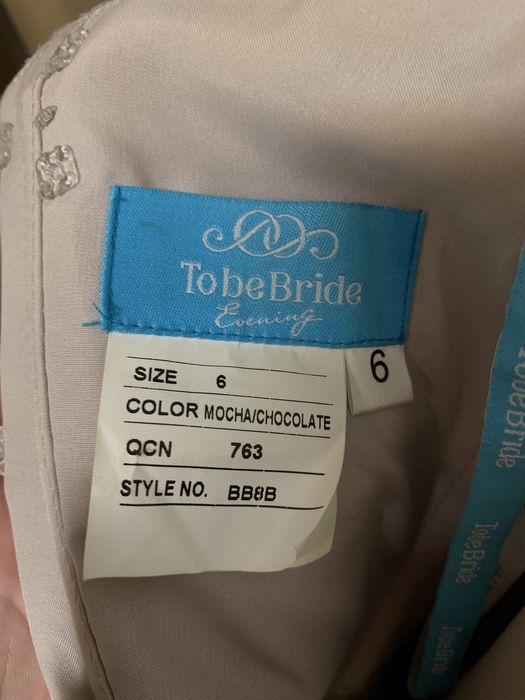 TobeBride
Evening
6
SIZE 6
COLOR MOCHA/CHOCOLATE
QCN 763
STYLE NO. BB8B
TobeBride
TobeBride
TobeBride